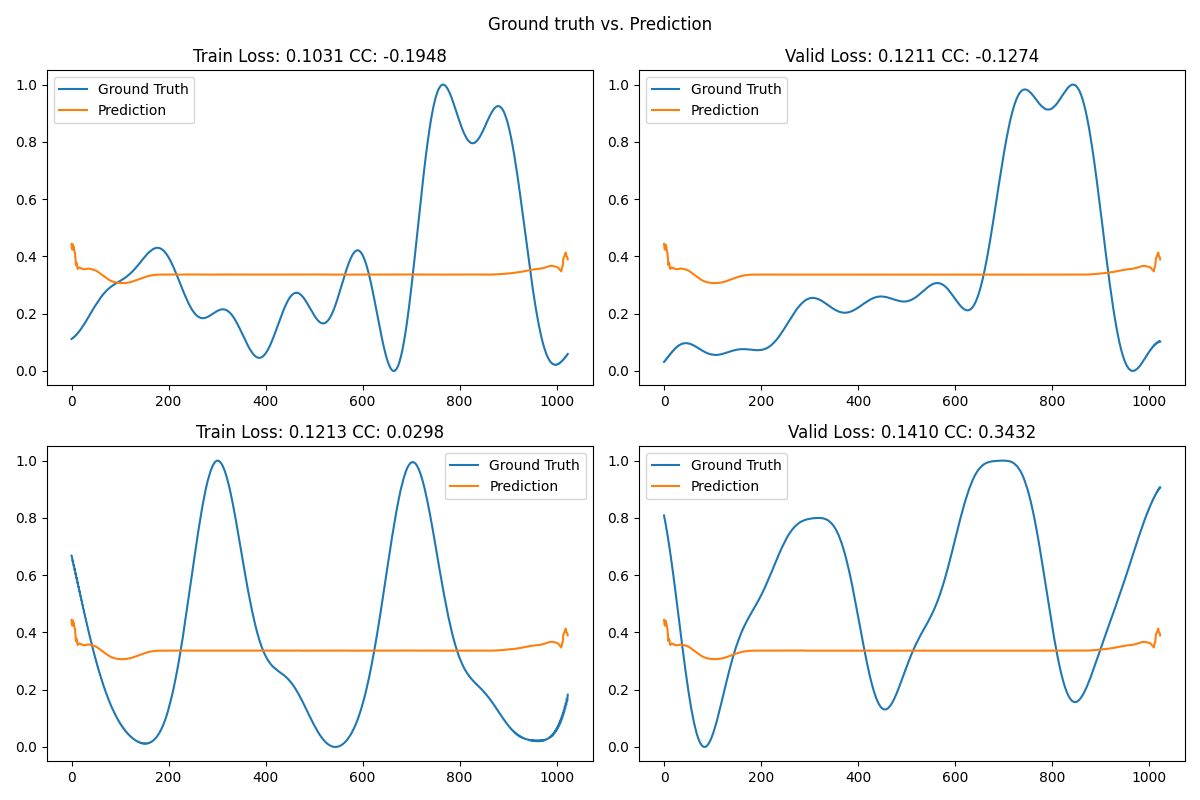 Ground truth vs. Prediction
Train Loss: 0.1031 CC: -0.1948
Ground Truth
Prediction
1.0
0.8
0.6
0.4
0.2
0.0
0 200 400 600 800 1000
Valid Loss: 0.1211 CC: -0.1274
Ground Truth
Prediction
1.0
0.8
0.6
0.4
0.2
0.0
0 200 400 600 800 1000
Train Loss: 0.1213 CC: 0.0298
Ground Truth
Prediction
1.0
0.8
0.6
0.4
0.2
0.0
0 200 400 600 800 1000
Valid Loss: 0.1410 CC: 0.3432
Ground Truth
Prediction
1.0
0.8
0.6
0.4
0.2
0.0
0 200 400 600 800 1000